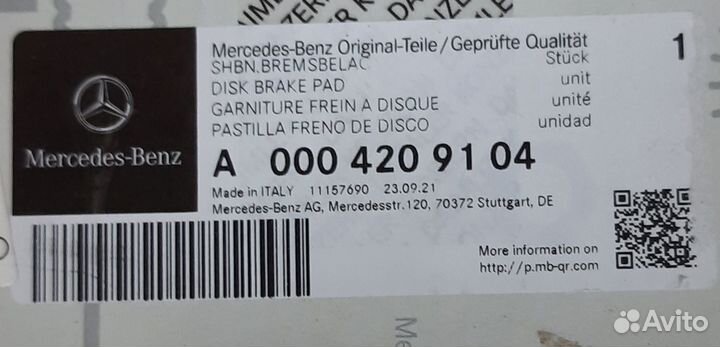 Mercedes-Benz
Mercedes-Benz Original-Teile/Geprüfte Qualität
SHBN.BREMSBELAG Stück 1
DISK BRAKE PAD unit
GARNITURE FREIN A DISQUE unité
PASTILLA FRENO DE DISCO unidad
A 000 420 91 04
Made in ITALY 11157690 23.09.21
Mercedes-Benz AG, Mercedesstr.120, 70372 Stuttgart, DE
More information on
http://p.mb-qr.com
Me
Avito